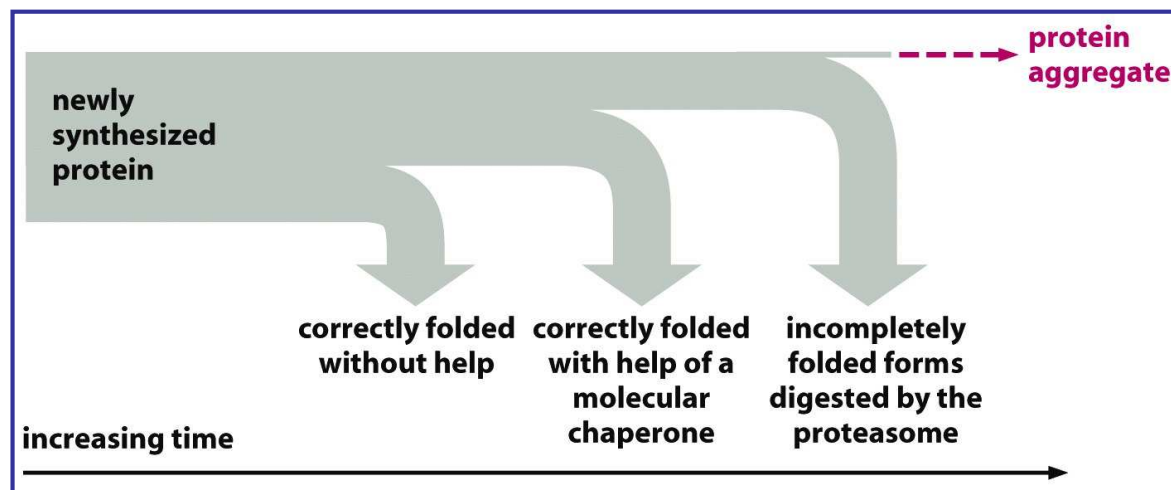 protein
aggregate
newly
synthesized
protein
correctly folded
without help
correctly folded
with help of a
molecular
chaperone
incompletely
folded forms
digested by the
proteasome
increasing time